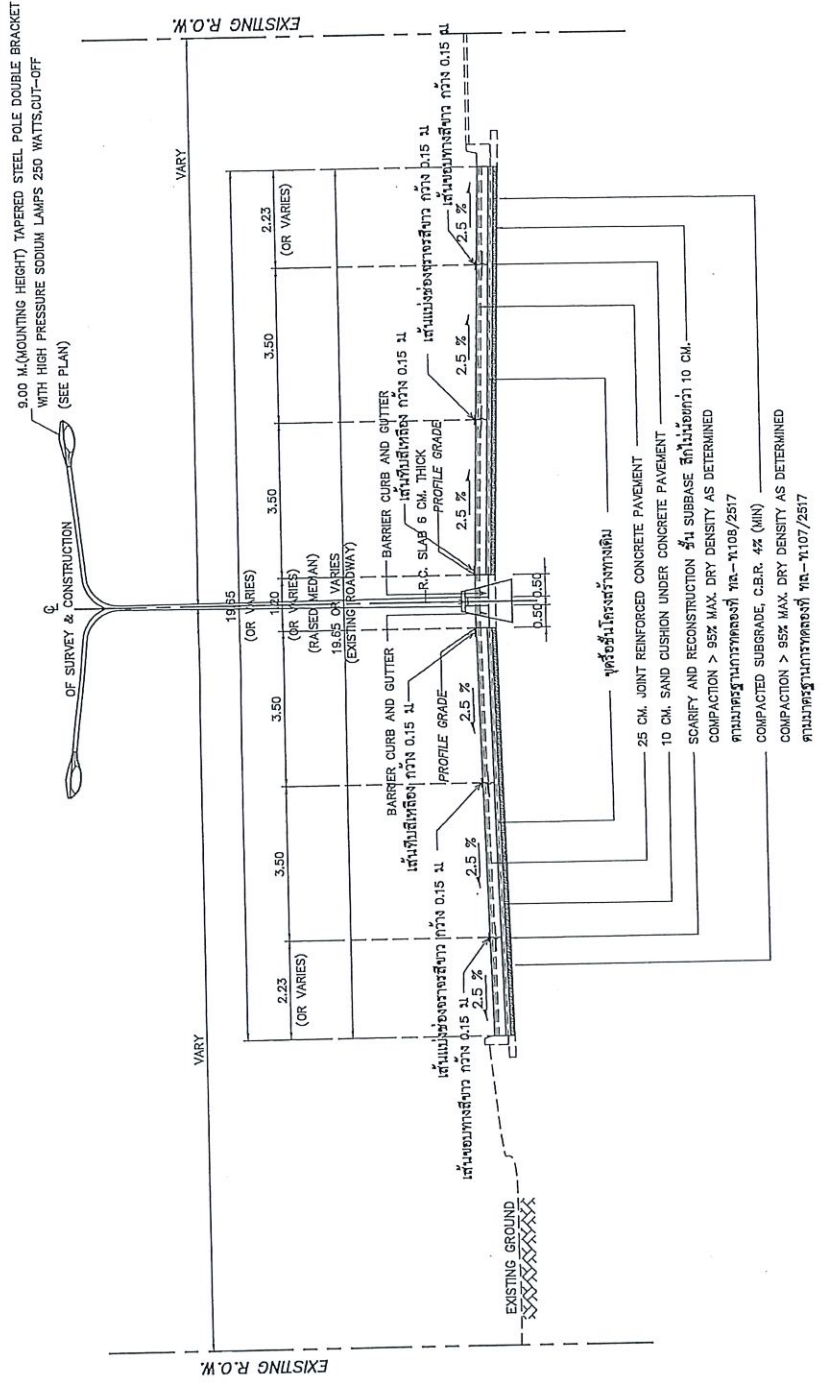 9.00 M.(MOUNTING HEIGHT) TAPERED STEEL POLE DOUBLE BRACKET
WITH HIGH PRESSURE SODIUM LAMPS 250 WATTS,CUT-OFF
(SEE PLAN)
℄
OF SURVEY & CONSTRUCTION
EXISTING R.O.W.
EXISTING R.O.W.
VARY
VARY
19.65
(OR VARIES)
2.23
(OR VARIES)
3.50
3.50
1.20
(OR VARIES)
(RAISED MEDIAN)
3.50
3.50
2.23
(OR VARIES)
19.65 OR VARIES
(EXISTING ROADWAY)
BARRIER CURB AND GUTTER
เส้นทึบสีเหลือง กว้าง 0.15 ม
PROFILE GRADE
BARRIER CURB AND GUTTER
เส้นทึบสีเหลือง กว้าง 0.15 ม
R.C. SLAB 6 CM. THICK
PROFILE GRADE
เส้นแบ่งช่องจราจรสีขาว กว้าง 0.15 ม
เส้นขอบทางสีขาว กว้าง 0.15 ม
เส้นแบ่งช่องจราจรสีขาว กว้าง 0.15 ม
เส้นขอบทางสีขาว กว้าง 0.15 ม
2.5 %
2.5 %
2.5 %
2.5 %
2.5 %
2.5 %
0.50
0.50
EXISTING GROUND
ขุดรื้อชั้นโครงสร้างทางเดิม
25 CM. JOINT REINFORCED CONCRETE PAVEMENT
10 CM. SAND CUSHION UNDER CONCRETE PAVEMENT
SCARIFY AND RECONSTRUCTION ชั้น SUBBASE ลึกไม่น้อยกว่า 10 CM.
COMPACTION > 95% MAX. DRY DENSITY AS DETERMINED
ตามมาตรฐานการทดลองที่ ทล.-ท.108/2517
COMPACTED SUBGRADE, C.B.R. 4% (MIN)
COMPACTION > 95% MAX. DRY DENSITY AS DETERMINED
ตามมาตรฐานการทดลองที่ ทล.-ท.107/2517